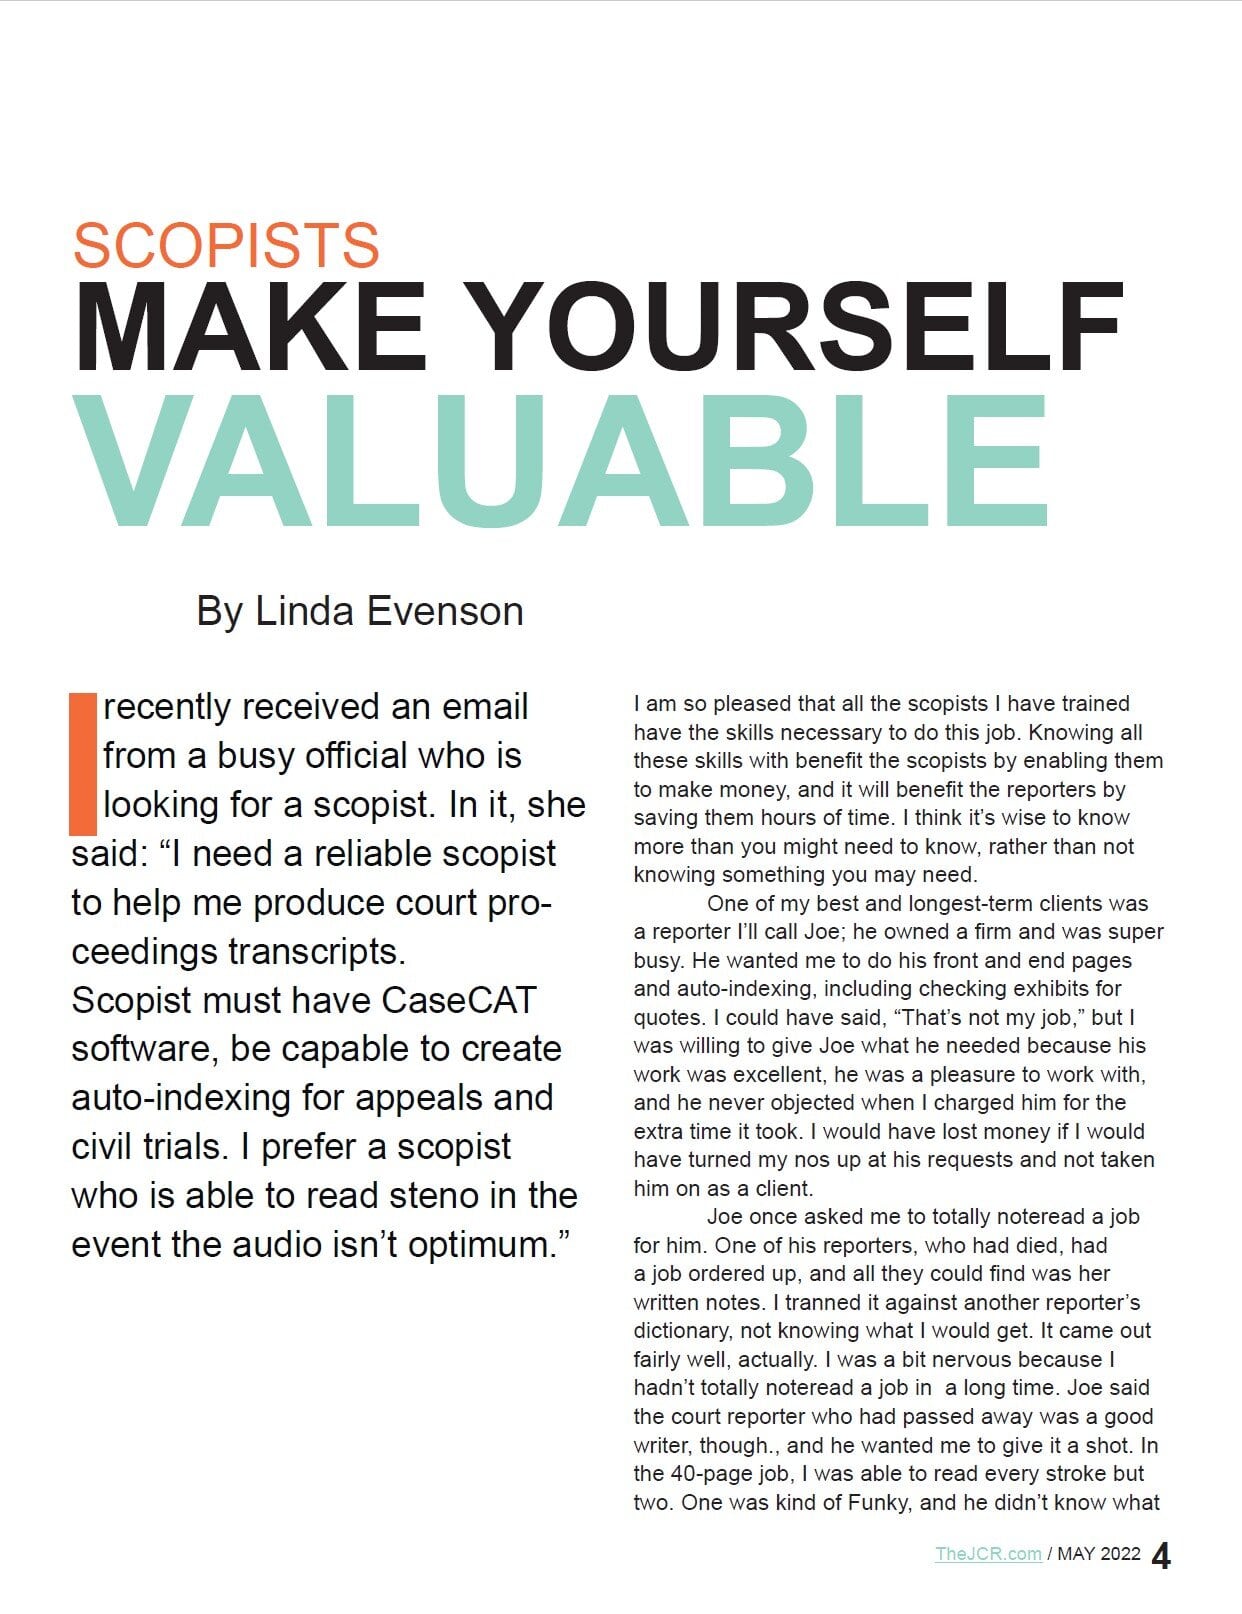 SCOPISTS
MAKE YOURSELF
VALUABLE
By Linda Evenson
I recently received an email
from a busy official who is
looking for a scopist. In it, she
said: “I need a reliable scopist
to help me produce court pro-
ceedings transcripts.
Scopist must have CaseCAT
software, be capable to create
auto-indexing for appeals and
civil trials. I prefer a scopist
who is able to read steno in the
event the audio isn’t optimum.”
I am so pleased that all the scopists I have trained
have the skills necessary to do this job. Knowing all
these skills with benefit the scopists by enabling them
to make money, and it will benefit the reporters by
saving them hours of time. I think it’s wise to know
more than you might need to know, rather than not
knowing something you may need.
One of my best and longest-term clients was
a reporter I’ll call Joe; he owned a firm and was super
busy. He wanted me to do his front and end pages
and auto-indexing, including checking exhibits for
quotes. I could have said, “That’s not my job,” but I
was willing to give Joe what he needed because his
work was excellent, he was a pleasure to work with,
and he never objected when I charged him for the
extra time it took. I would have lost money if I would
have turned my nos up at his requests and not taken
him on as a client.
Joe once asked me to totally noteread a job
for him. One of his reporters, who had died, had
a job ordered up, and all they could find was her
written notes. I tranned it against another reporter’s
dictionary, not knowing what I would get. It came out
fairly well, actually. I was a bit nervous because I
hadn’t totally noteread a job in  a long time. Joe said
the court reporter who had passed away was a good
writer, though., and he wanted me to give it a shot. In
the 40-page job, I was able to read every stroke but
two. One was kind of Funky, and he didn’t know what
TheJCR.com / MAY 2022 4